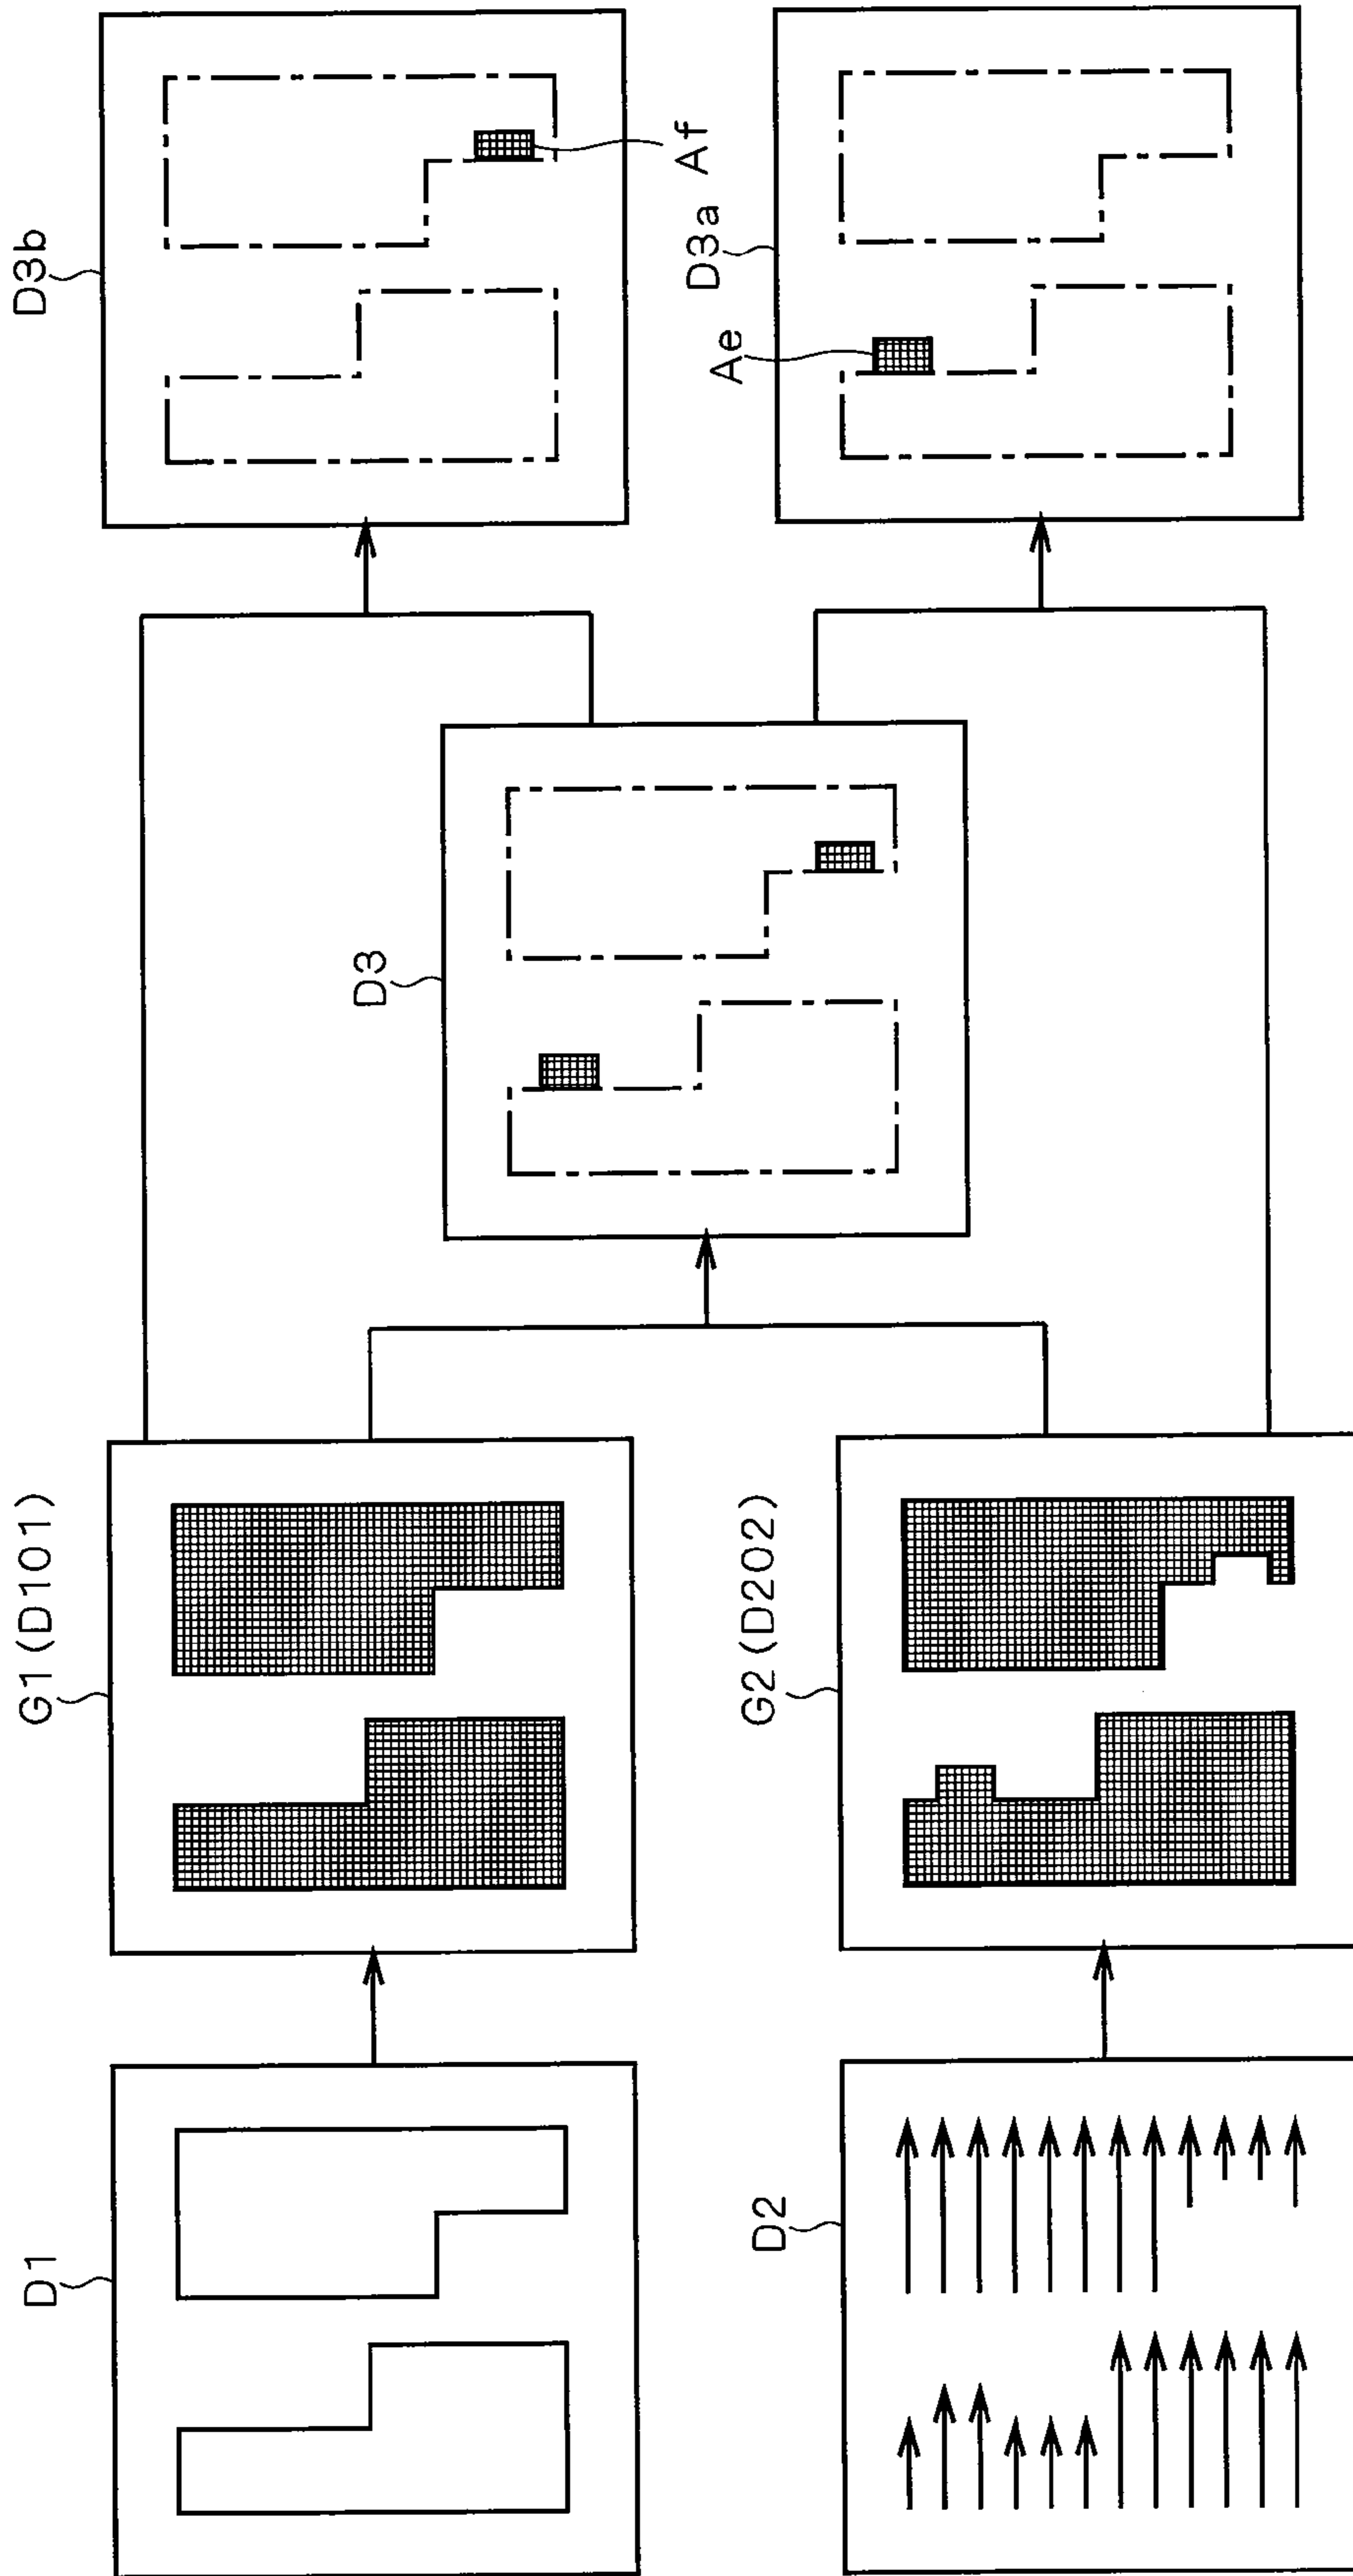 D1
G1(D101)
D3
D3b
Af
D2
G2(D202)
D3a
Ae